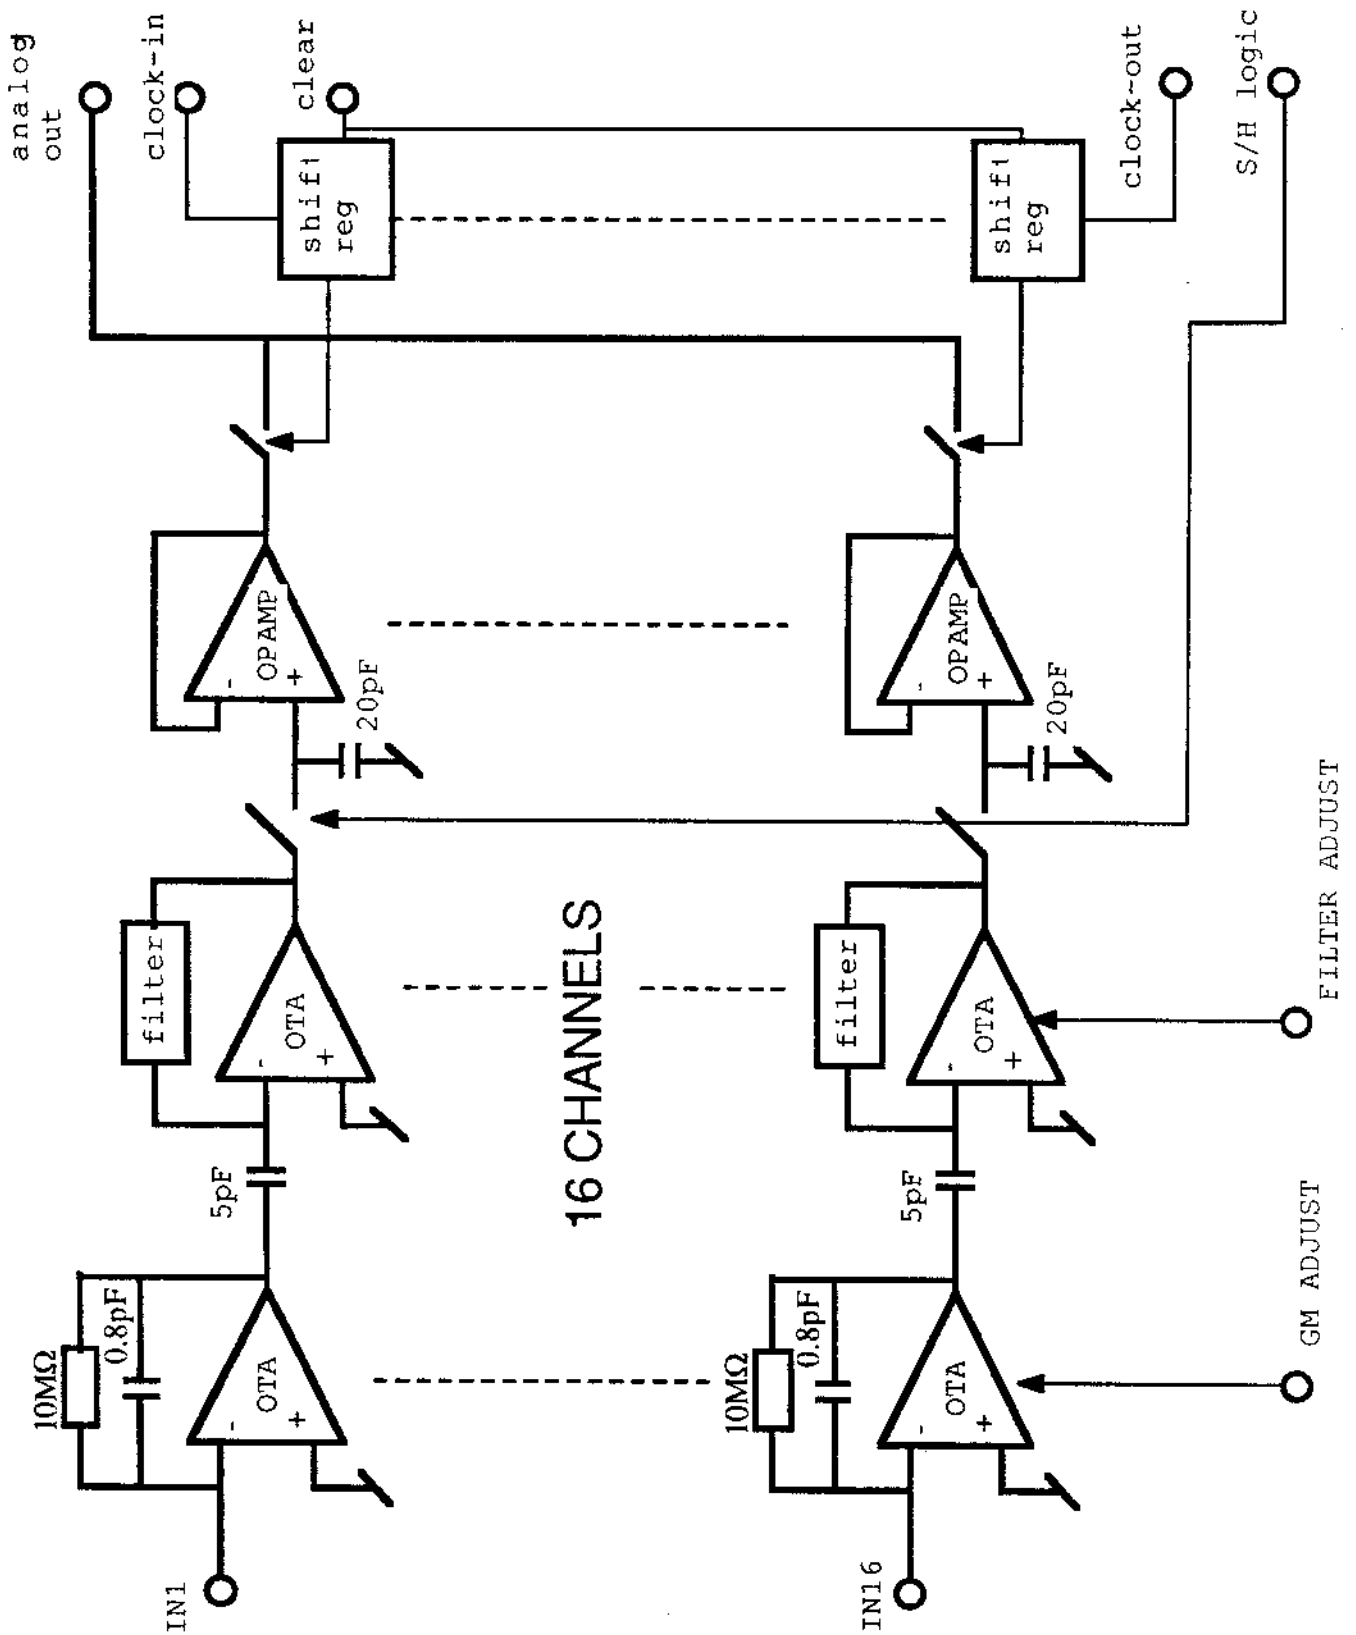 analog
out
clock-in
clear
shift
reg
10MΩ
0.8pF
filter
IN1
-
OTA
+
5pF
-
OTA
+
-
OPAMP
+
20pF
16 CHANNELS
shift
reg
clock-out
S/H logic
10MΩ
0.8pF
filter
IN16
-
OTA
+
5pF
-
OTA
+
-
OPAMP
+
20pF
GM ADJUST
FILTER ADJUST